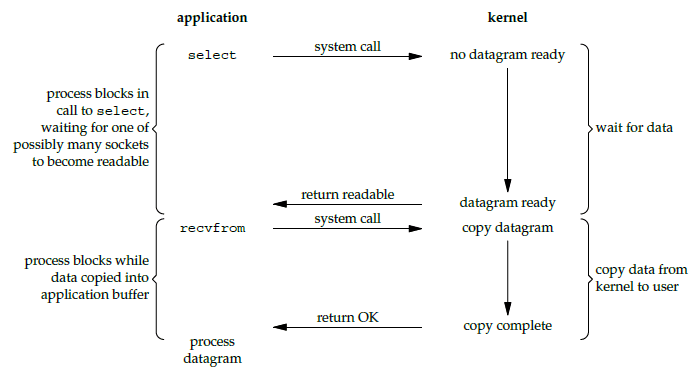 application
kernel
select
system call
no datagram ready
process blocks in
call to select,
waiting for one of
possibly many sockets
to become readable
wait for data
return readable
datagram ready
recvfrom
system call
copy datagram
process blocks while
data copied into
application buffer
copy data from
kernel to user
return OK
copy complete
process
datagram